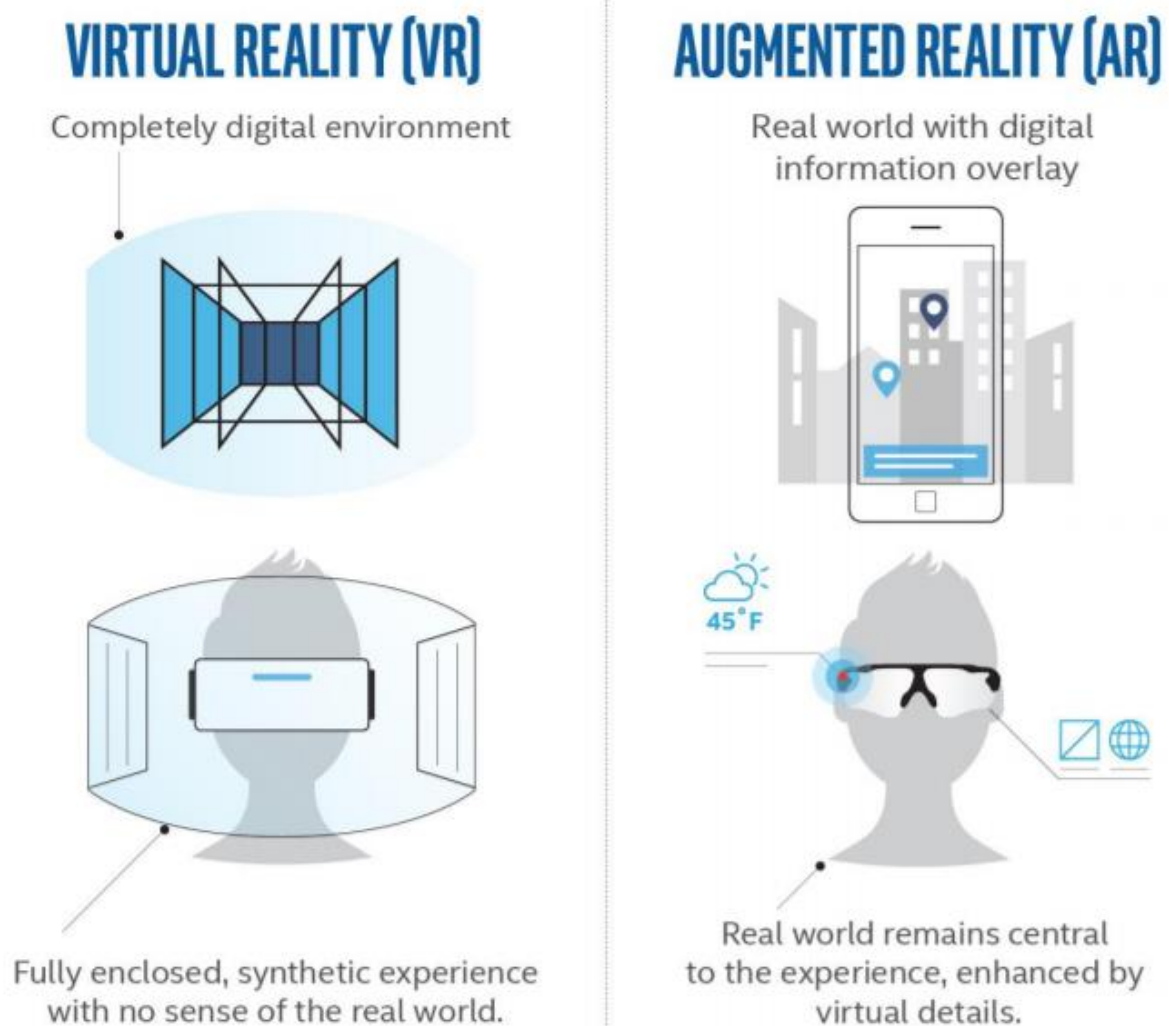 VIRTUAL REALITY (VR)
Completely digital environment
Fully enclosed, synthetic experience
with no sense of the real world.
AUGMENTED REALITY (AR)
Real world with digital
information overlay
45°F
Real world remains central
to the experience, enhanced by
virtual details.